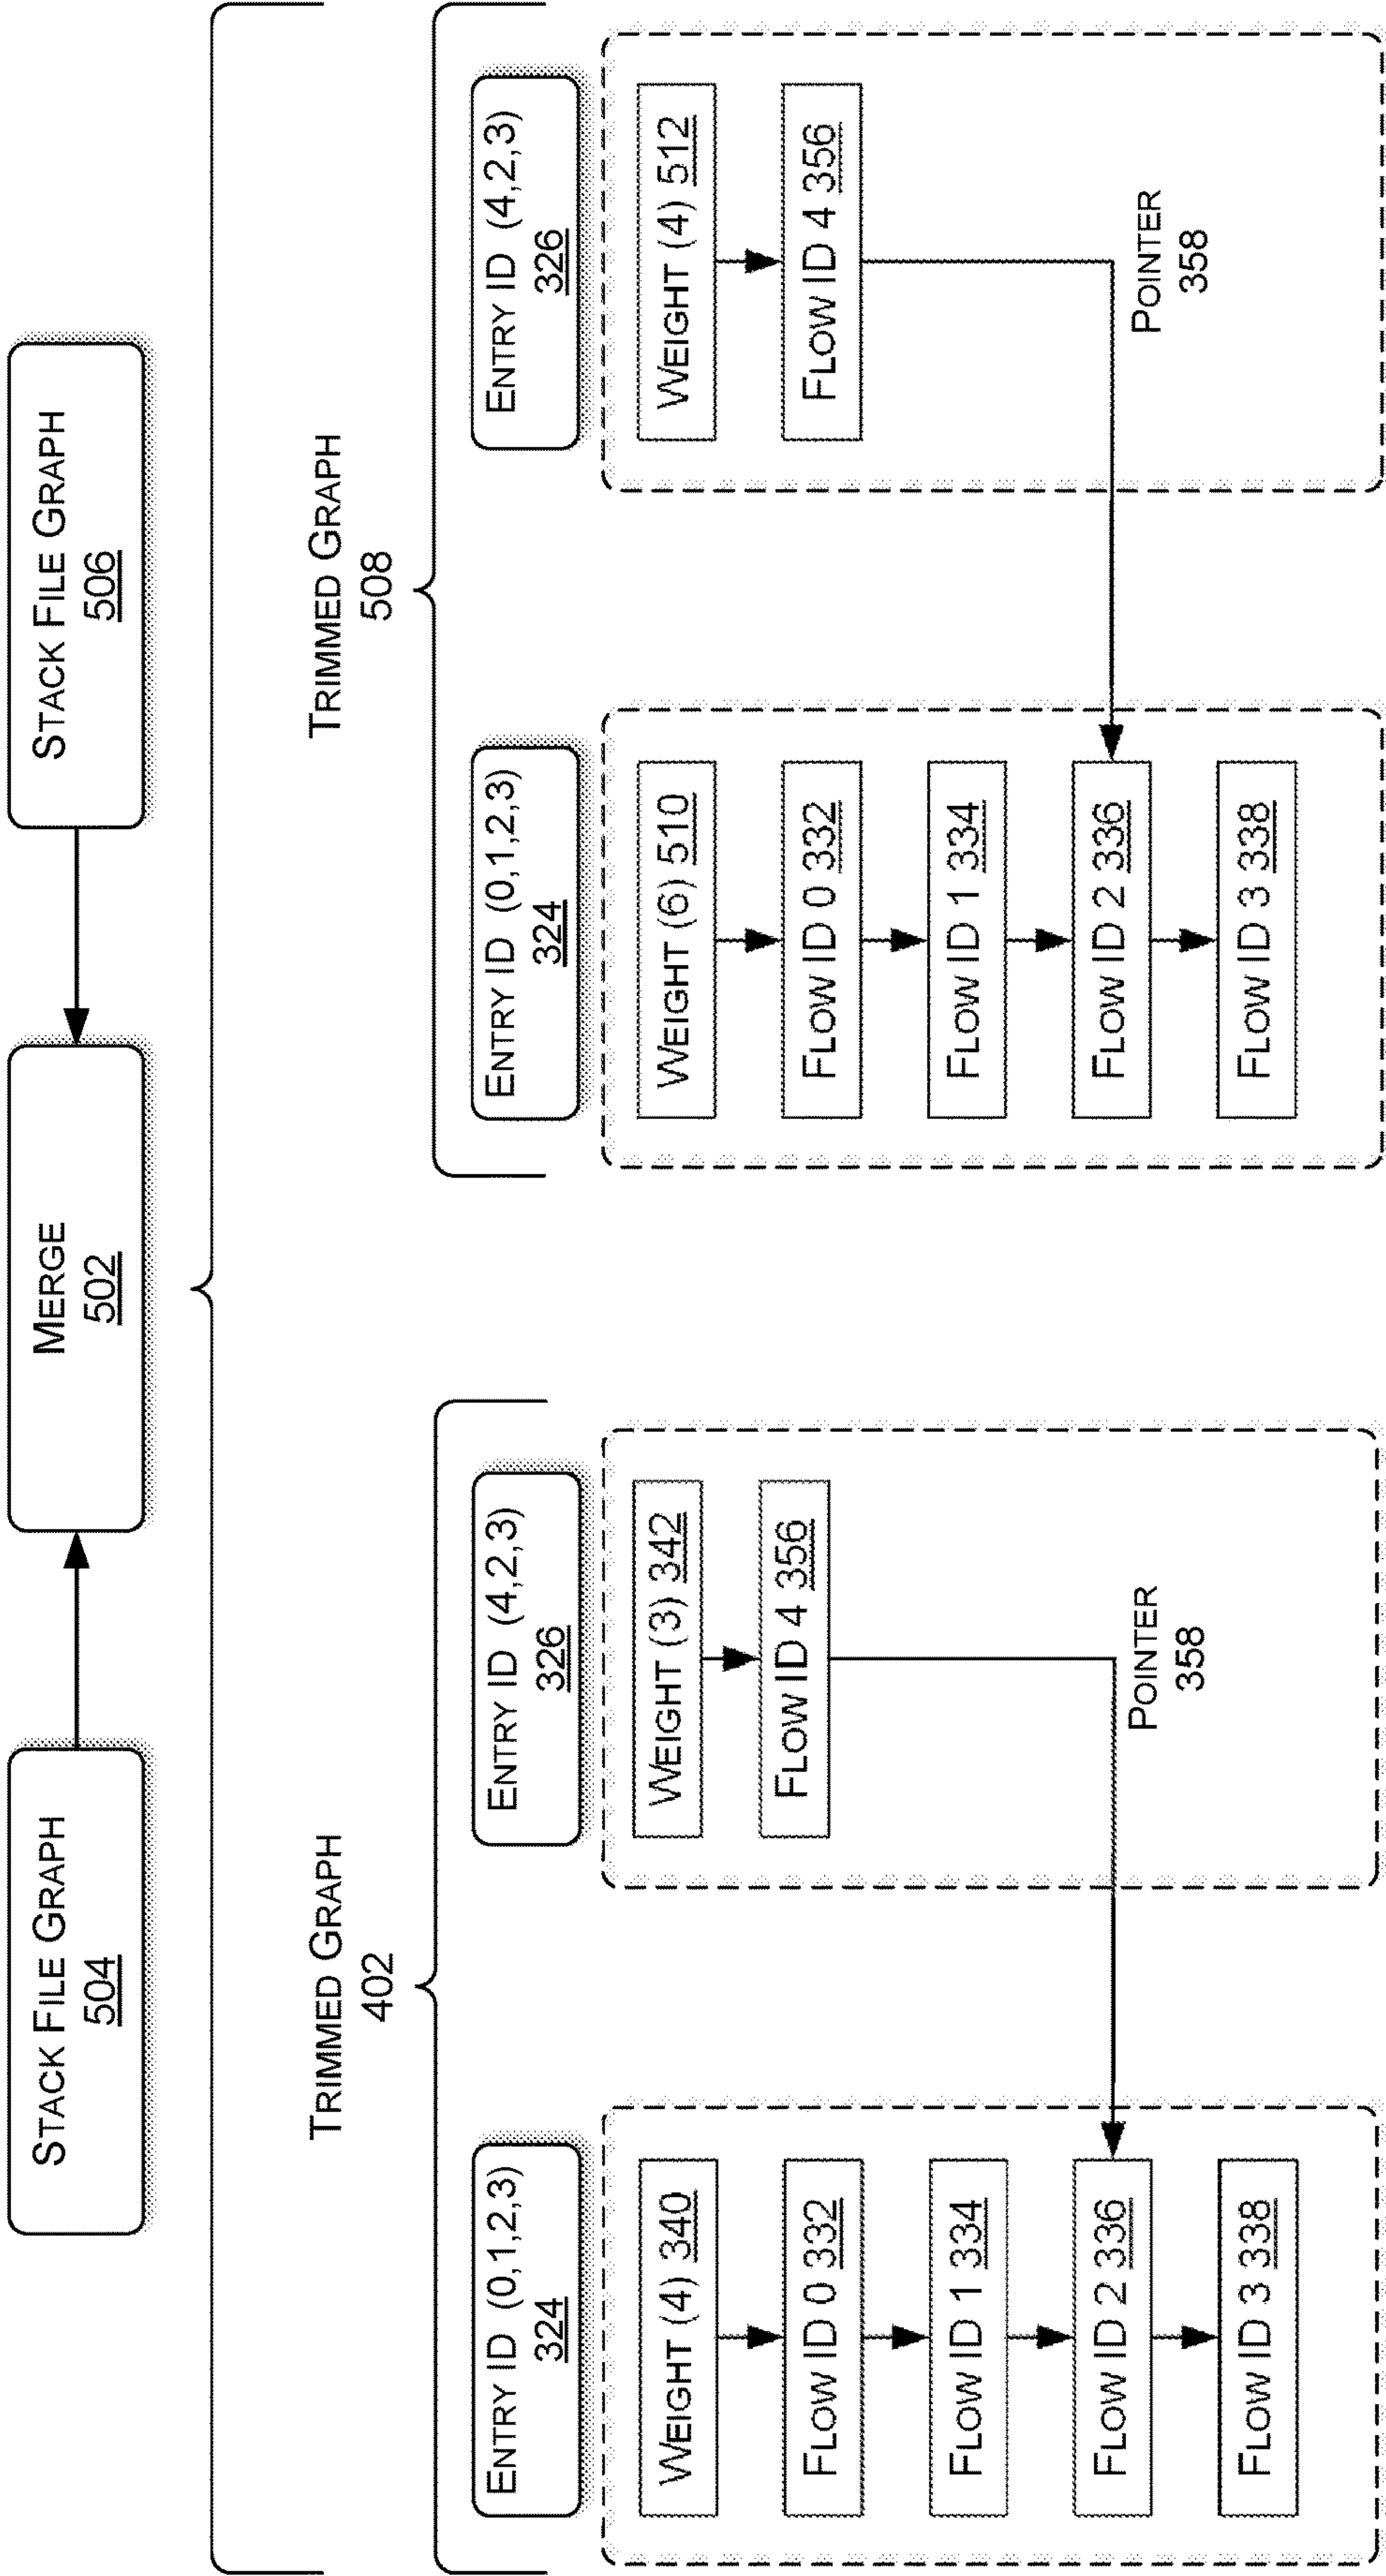 STACK FILE GRAPH
504
MERGE
502
STACK FILE GRAPH
506
TRIMMED GRAPH
402
TRIMMED GRAPH
508
ENTRY ID (0,1,2,3)
324
WEIGHT (4) 340
FLOW ID 0 332
FLOW ID 1 334
FLOW ID 2 336
FLOW ID 3 338
ENTRY ID (4,2,3)
326
WEIGHT (3) 342
FLOW ID 4 356
POINTER
358
ENTRY ID (0,1,2,3)
324
WEIGHT (6) 510
FLOW ID 0 332
FLOW ID 1 334
FLOW ID 2 336
FLOW ID 3 338
ENTRY ID (4,2,3)
326
WEIGHT (4) 512
FLOW ID 4 356
POINTER
358